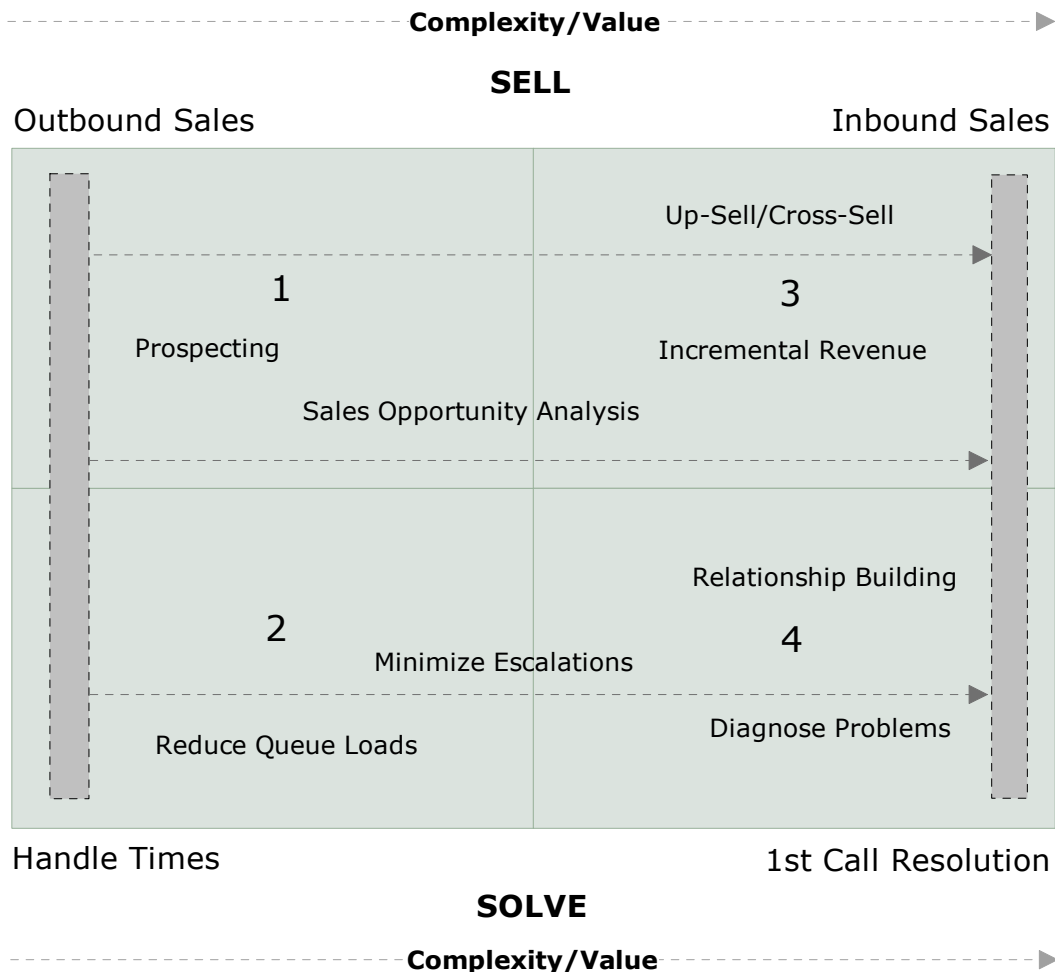 Complexity/Value
SELL
Outbound Sales
Inbound Sales
Up-Sell/Cross-Sell
1
3
Prospecting
Incremental Revenue
Sales Opportunity Analysis
Relationship Building
2
4
Minimize Escalations
Diagnose Problems
Reduce Queue Loads
Handle Times
1st Call Resolution
SOLVE
Complexity/Value